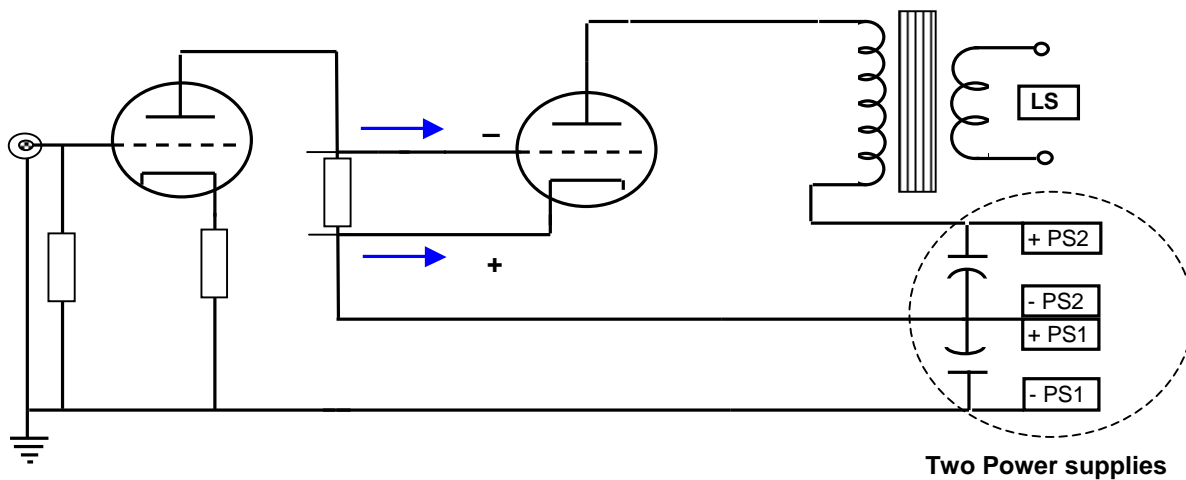 LS
–
+
+ PS2
- PS2
+ PS1
- PS1
Two Power supplies